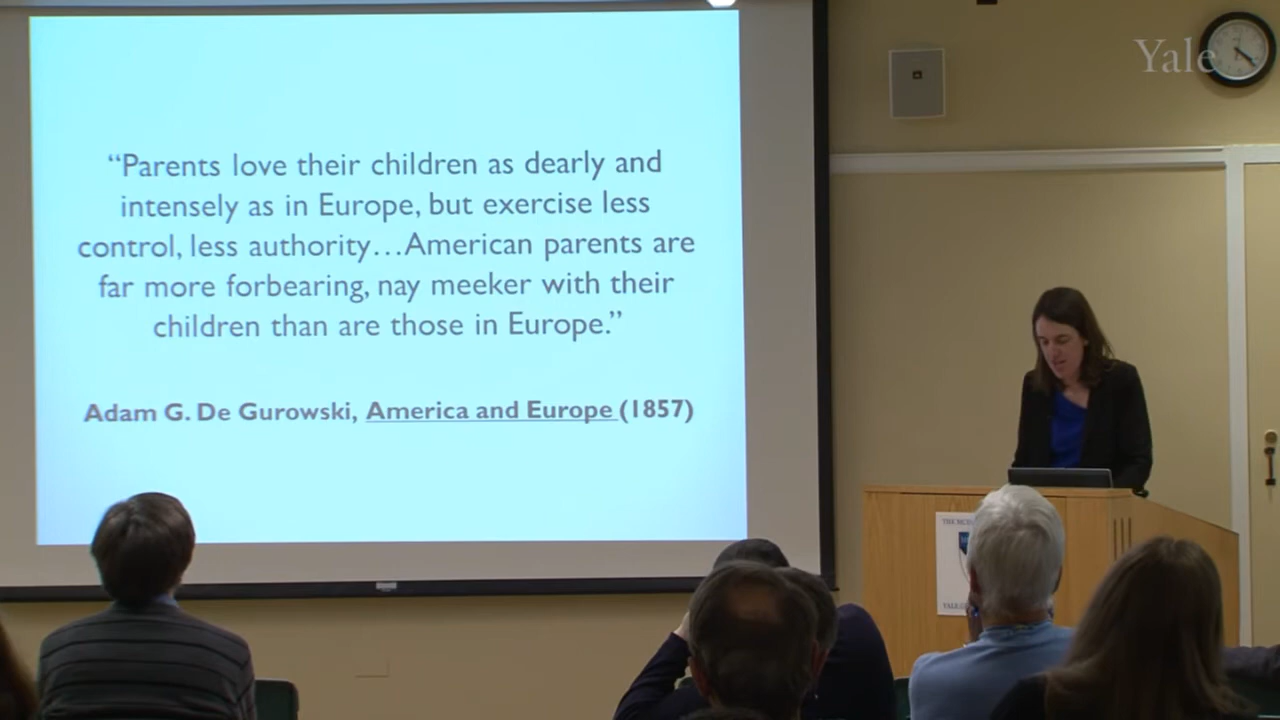 Yale
“Parents love their children as dearly and
intensely as in Europe, but exercise less
control, less authority…American parents are
far more forbearing, nay meeker with their
children than are those in Europe.”
Adam G. De Gurowski, America and Europe (1857)